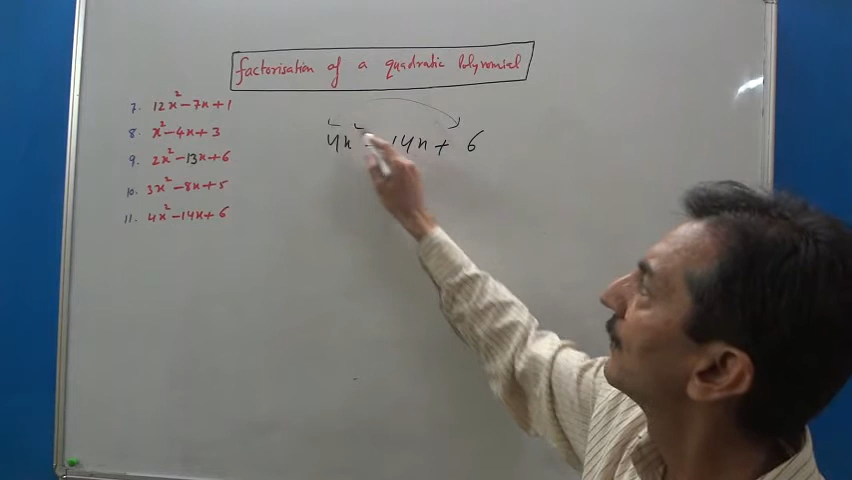 factorisation of a quadratic Polynomial
7. 12x² - 7x + 1
8. x² - 4x + 3
9. 2x² - 13x + 6
10. 3x² - 8x + 5
11. 4x² - 14x + 6
4x - 14x + 6